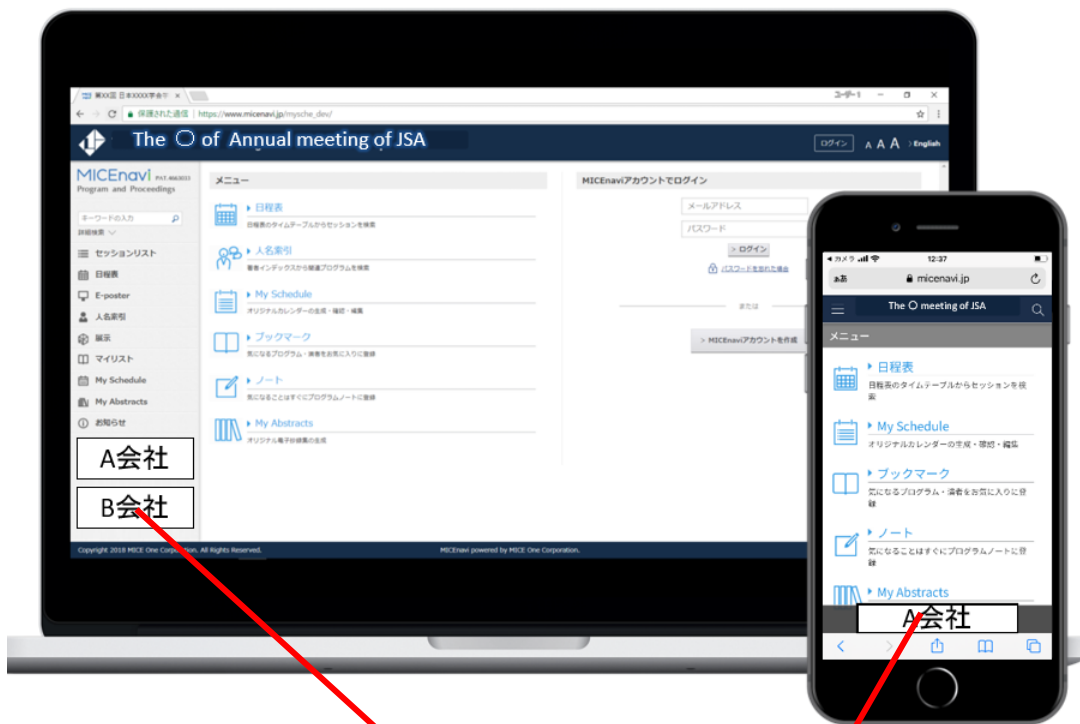 ユーザー1
保護された通信
https://www.micenavi.jp/mysche_dev/
The 〇 of Annual meeting of JSA
ログイン
A A A
English
MICEnavi PAT.4663033
Program and Proceedings
キーワードの入力
詳細検索
セッションリスト
日程表
E-poster
人名索引
展示
マイリスト
My Schedule
My Abstracts
お知らせ
A会社
B会社
メニュー
日程表
日程表のタイムテーブルからセッションを検索
人名索引
著者インデックスから関連プログラムを検索
My Schedule
オリジナルカレンダーの生成・確認・編集
ブックマーク
気になるプログラム・演者をお気に入りに登録
ノート
気になることはすぐにプログラムノートに登録
My Abstracts
オリジナル電子抄録集の生成
MICEnaviアカウントでログイン
メールアドレス
パスワード
> ログイン
パスワードを忘れた場合
または
> MICEnaviアカウントを作成
Copyright 2018 MICE One Corporation. All Rights Reserved.
MICEnavi powered by MICE One Corporation.
カメラ
12:37
ぁあ
micenavi.jp
The 〇 meeting of JSA
メニュー
日程表
日程表のタイムテーブルからセッションを検
索
My Schedule
オリジナルカレンダーの生成・確認・編集
ブックマーク
気になるプログラム・演者をお気に入りに登
録
ノート
気になることはすぐにプログラムノートに登
録
My Abstracts
A会社